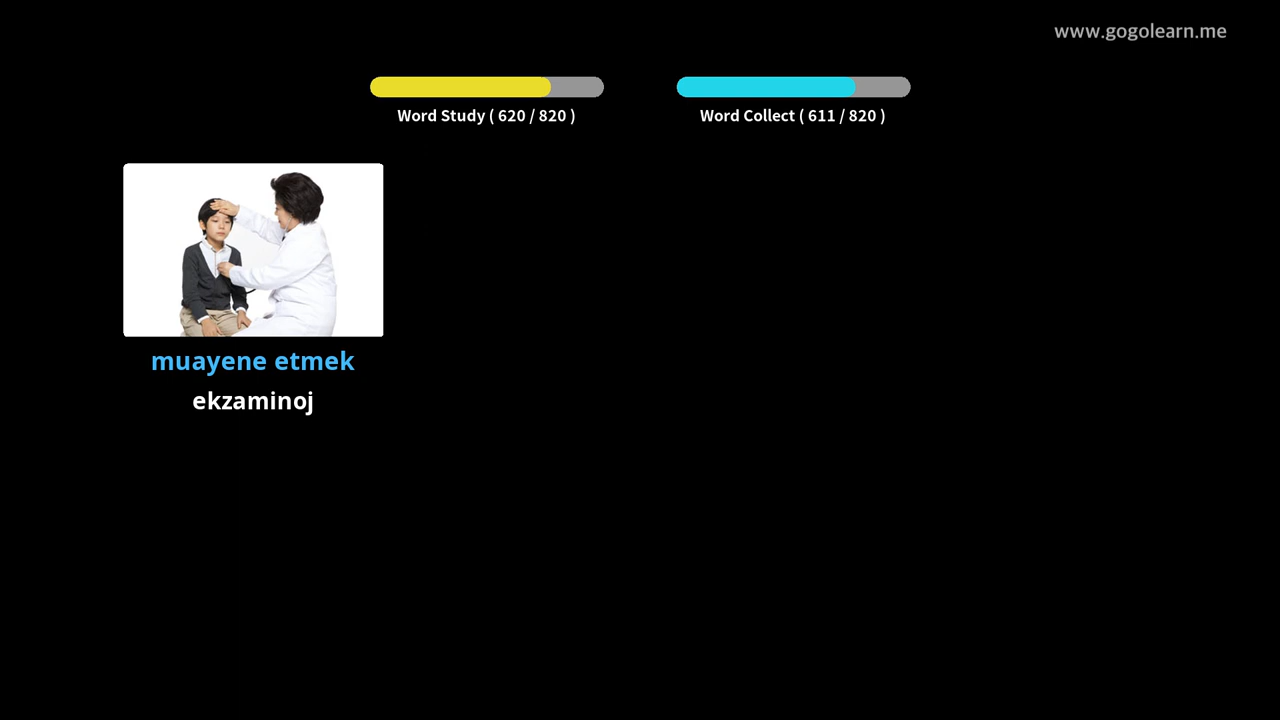 www.gogolearn.me
Word Study ( 620 / 820 )
Word Collect ( 611 / 820 )
muayene etmek
ekzaminoj